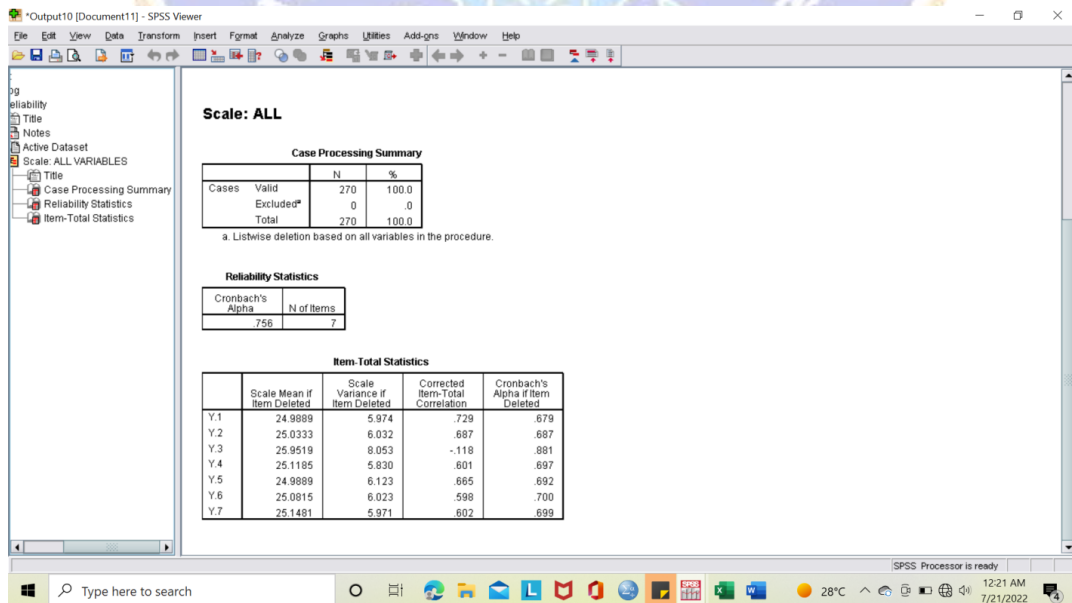 *Output10 [Document11] - SPSS Viewer
File Edit View Data Transform Insert Format Analyze Graphs Utilities Add-ons Window Help
og
eliability
Title
Notes
Active Dataset
Scale: ALL VARIABLES
Title
Case Processing Summary
Reliability Statistics
Item-Total Statistics
Scale: ALL
Case Processing Summary
N %
Cases Valid 270 100.0
Excludedª 0 .0
Total 270 100.0
a. Listwise deletion based on all variables in the procedure.
Reliability Statistics
Cronbach's
Alpha N of Items
.756 7
Item-Total Statistics
Scale Corrected Cronbach's
Scale Mean if Variance if Item-Total Alpha if Item
Item Deleted Item Deleted Correlation Deleted
Y.1 24.9889 5.974 .729 .679
Y.2 25.0333 6.032 .687 .687
Y.3 25.9519 8.053 -.118 .881
Y.4 25.1185 5.830 .601 .697
Y.5 24.9889 6.123 .665 .692
Y.6 25.0815 6.023 .598 .700
Y.7 25.1481 5.971 .602 .699
SPSS Processor is ready
Type here to search
L
SPSS
X
W
28°C
12:21 AM
7/21/2022
4